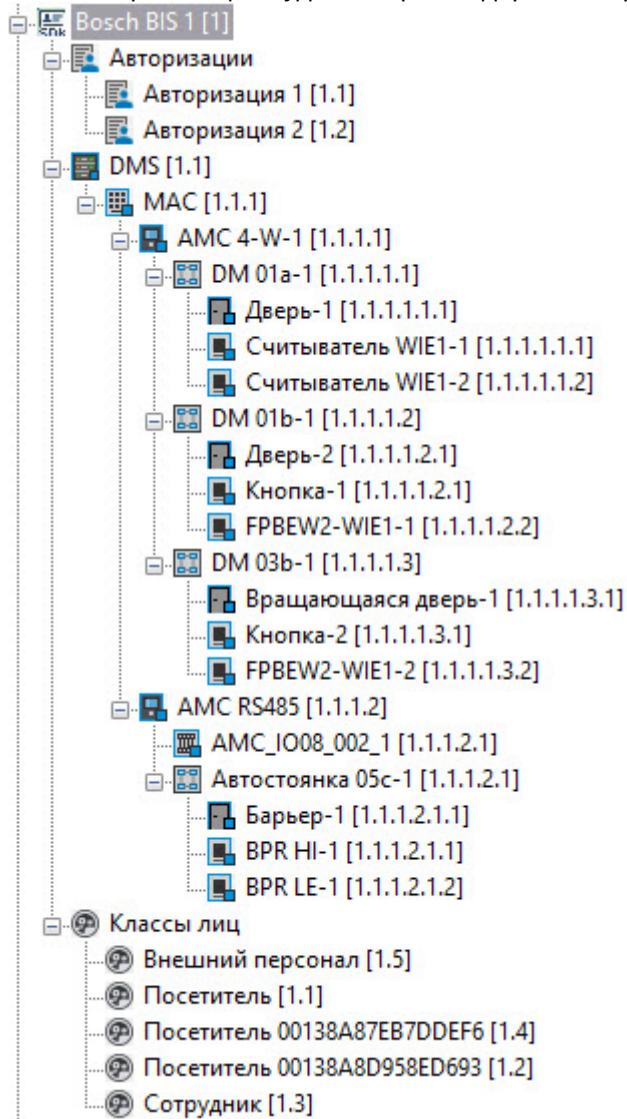 Bosch BIS 1 [1]
Авторизации
Авторизация 1 [1.1]
Авторизация 2 [1.2]
DMS [1.1]
MAC [1.1.1]
AMC 4-W-1 [1.1.1.1]
DM 01a-1 [1.1.1.1.1]
Дверь-1 [1.1.1.1.1.1]
Считыватель WIE1-1 [1.1.1.1.1.1]
Считыватель WIE1-2 [1.1.1.1.1.2]
DM 01b-1 [1.1.1.1.2]
Дверь-2 [1.1.1.1.2.1]
Кнопка-1 [1.1.1.1.2.1]
FPBEW2-WIE1-1 [1.1.1.1.2.2]
DM 03b-1 [1.1.1.1.3]
Вращающаяся дверь-1 [1.1.1.1.3.1]
Кнопка-2 [1.1.1.1.3.1]
FPBEW2-WIE1-2 [1.1.1.1.3.2]
AMC RS485 [1.1.1.2]
AMC_IO08_002_1 [1.1.1.2.1]
Автостоянка 05c-1 [1.1.1.2.1]
Барьер-1 [1.1.1.2.1.1]
BPR HI-1 [1.1.1.2.1.1]
BPR LE-1 [1.1.1.2.1.2]
Классы лиц
Внешний персонал [1.5]
Посетитель [1.1]
Посетитель 00138A87EB7DDEF6 [1.4]
Посетитель 00138A8D958ED693 [1.2]
Сотрудник [1.3]